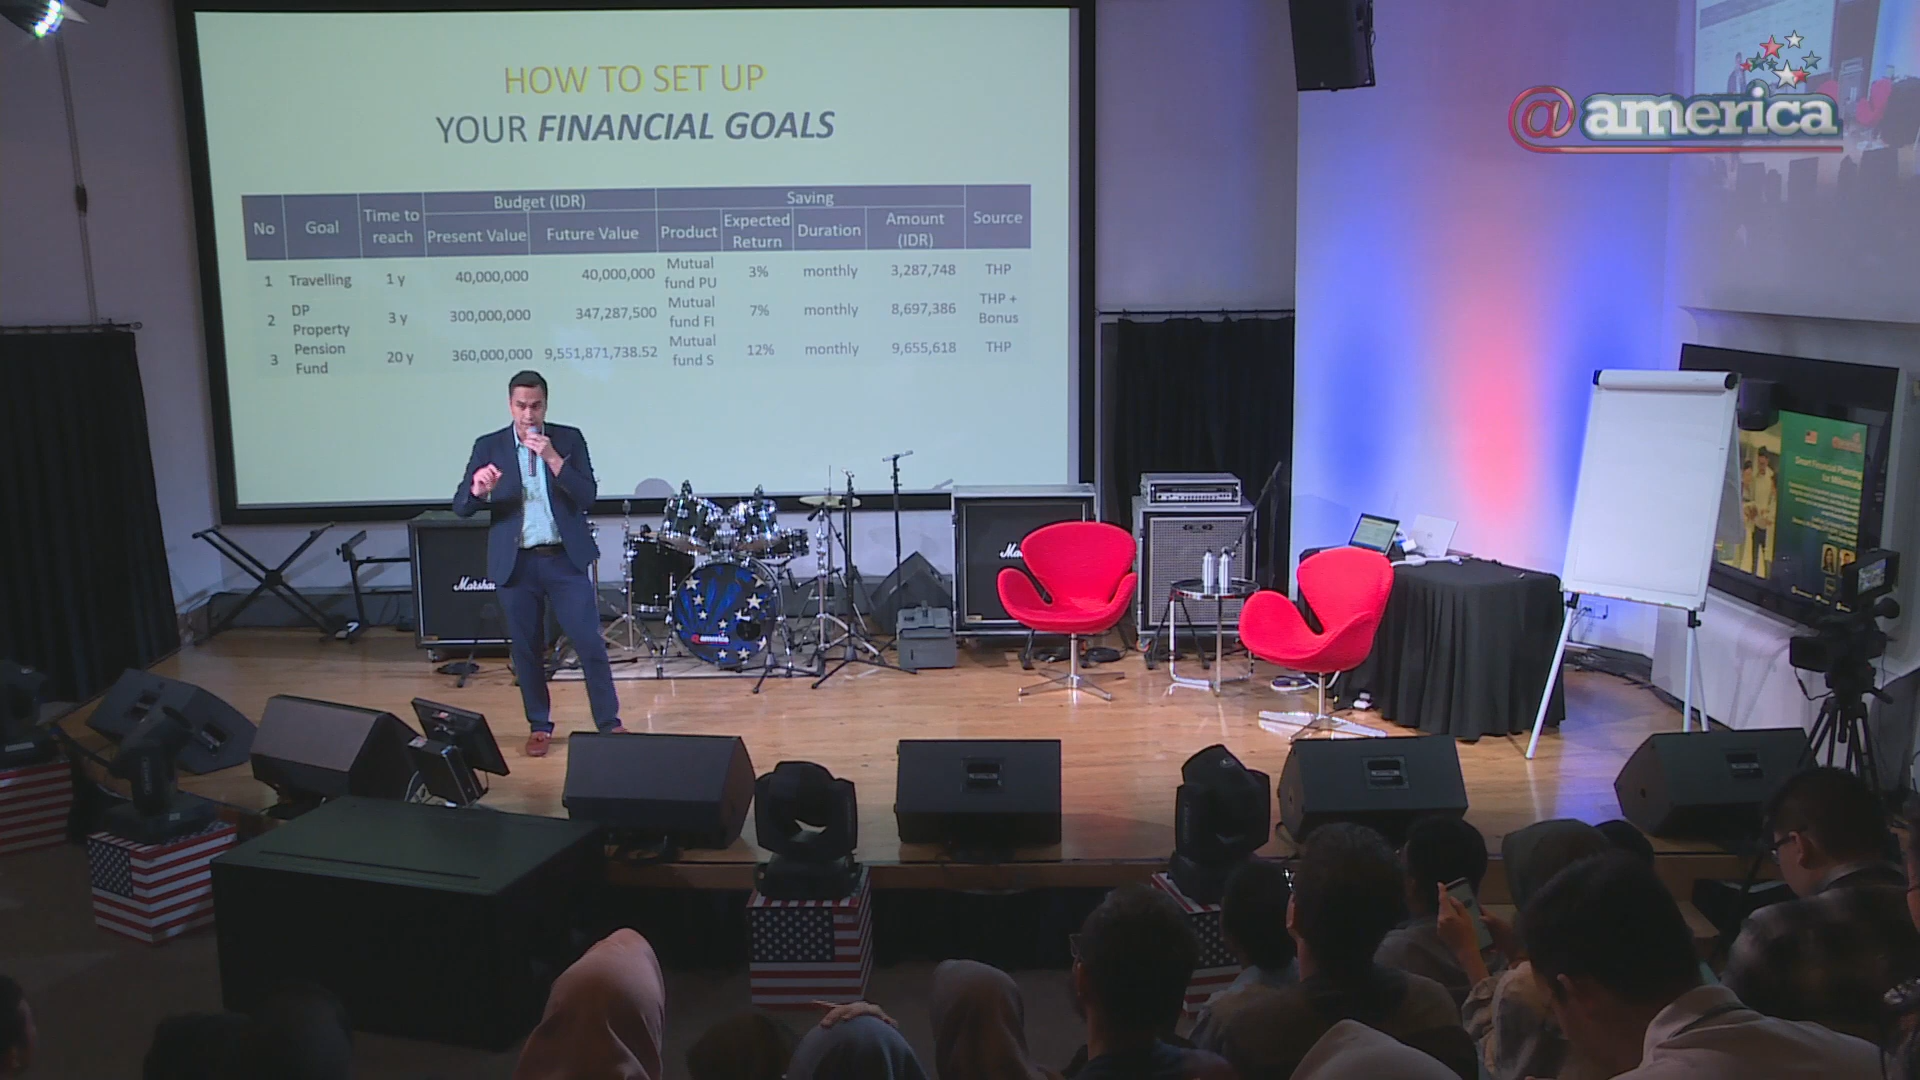 HOW TO SET UP
YOUR FINANCIAL GOALS
No Goal Time to reach Budget (IDR) Saving Source
Present Value Future Value Product Expected Return Duration Amount (IDR)
1 Travelling 1 y 40,000,000 40,000,000 Mutual fund PU 3% monthly 3,287,748 THP
2 DP Property 3 y 300,000,000 347,287,500 Mutual fund FI 7% monthly 8,697,386 THP + Bonus
3 Pension Fund 20 y 360,000,000 9,551,871,738.52 Mutual fund S 12% monthly 9,655,618 THP
@america
Marshall
@america
Smart Financial Planning